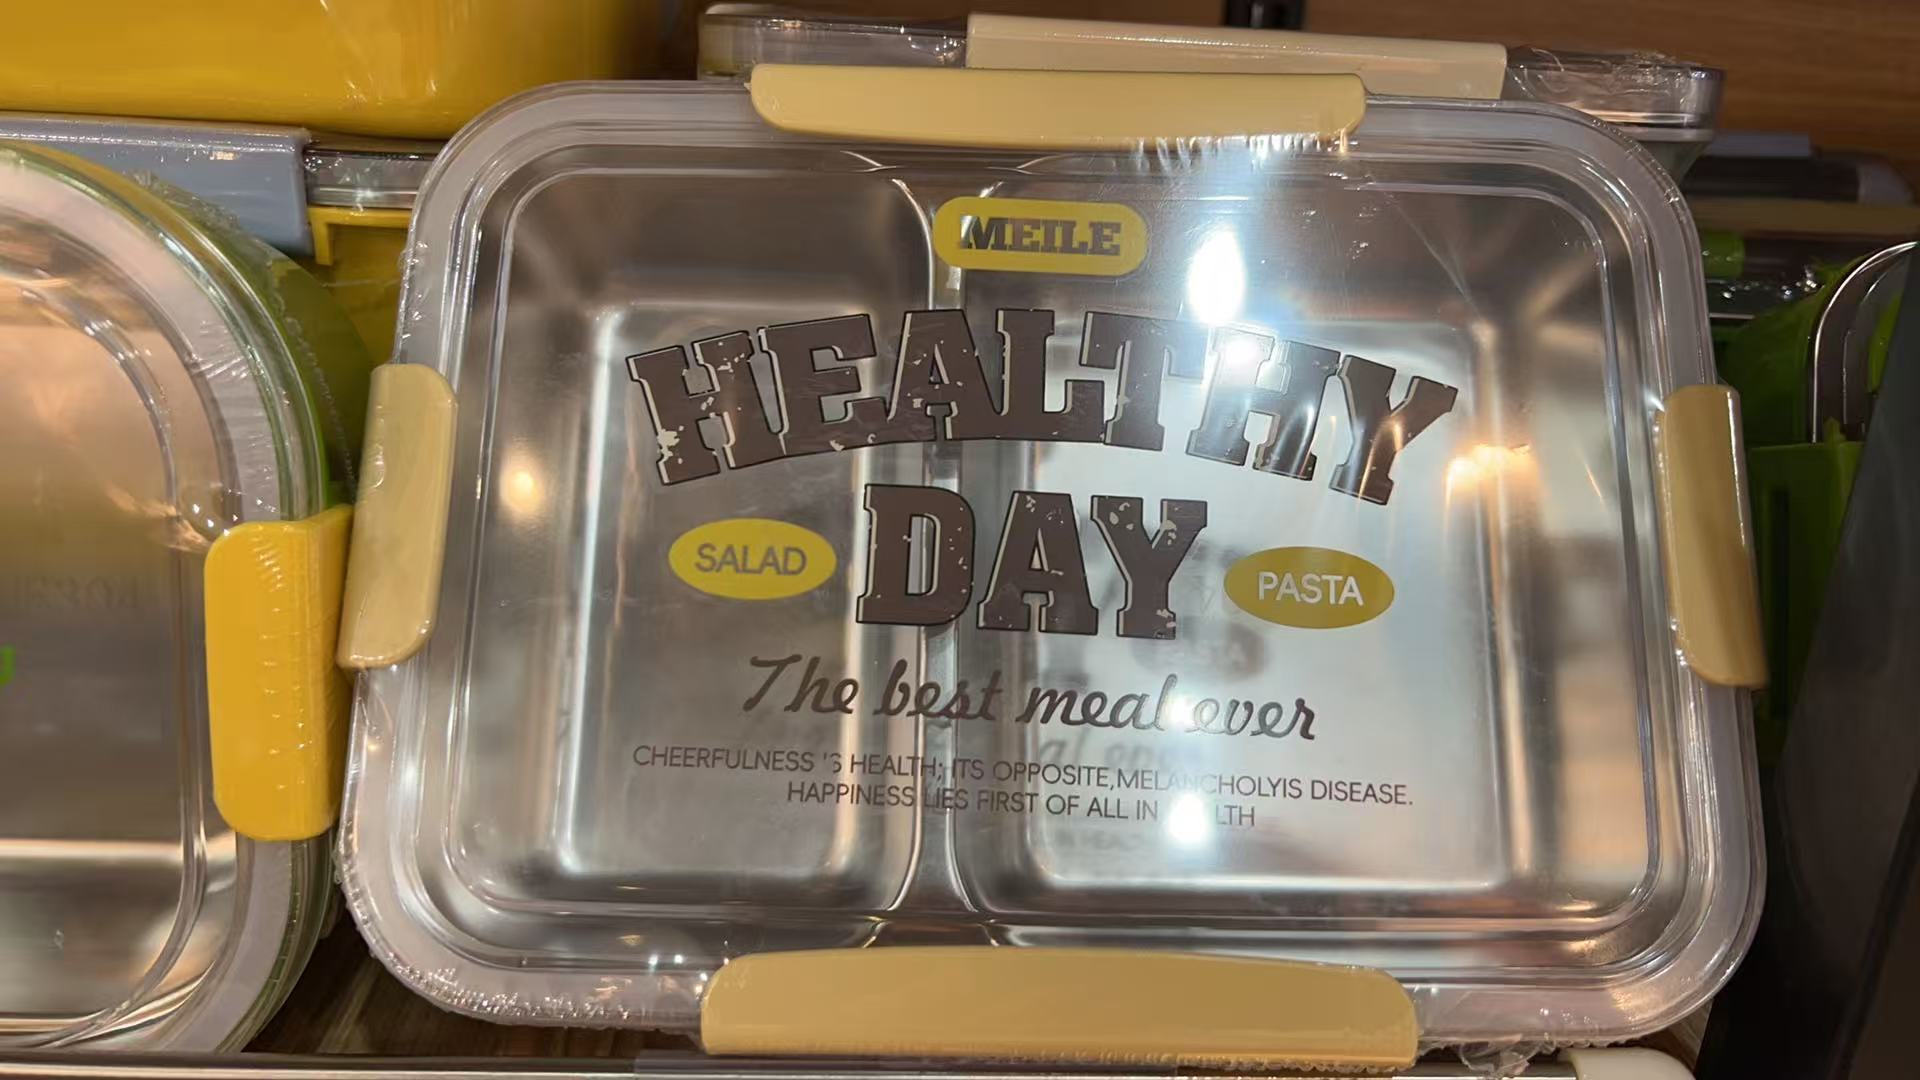 MEILE
HEALTHY
DAY
SALAD
PASTA
The best meal ever
CHEERFULNESS 'S HEALTH; ITS OPPOSITE,MELANCHOLYIS DISEASE.
HAPPINESS LIES FIRST OF ALL IN